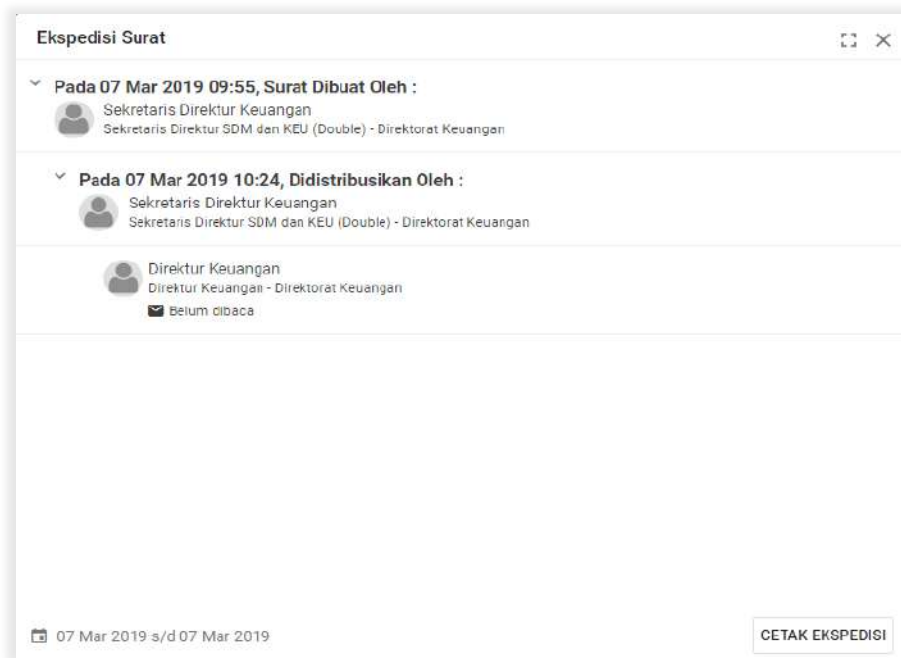 Ekspedisi Surat
Pada 07 Mar 2019 09:55, Surat Dibuat Oleh :
Sekretaris Direktur Keuangan
Sekretaris Direktur SDM dan KEU (Double) - Direktorat Keuangan
Pada 07 Mar 2019 10:24, Didistribusikan Oleh :
Sekretaris Direktur Keuangan
Sekretaris Direktur SDM dan KEU (Double) - Direktorat Keuangan
Direktur Keuangan
Direktur Keuangan - Direktorat Keuangan
Belum dibaca
07 Mar 2019 s/d 07 Mar 2019
CETAK EKSPEDISI